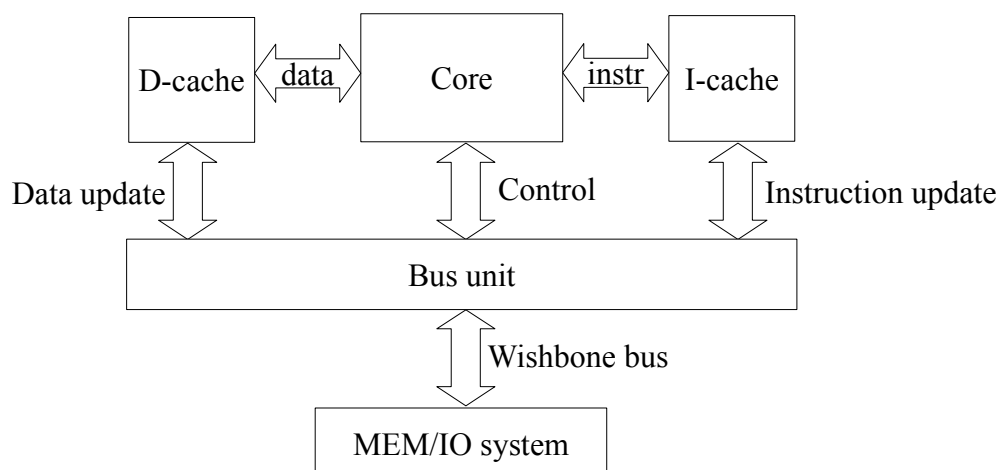 D-cache
data
Core
instr
I-cache
Data update
Control
Instruction update
Bus unit
Wishbone bus
MEM/IO system